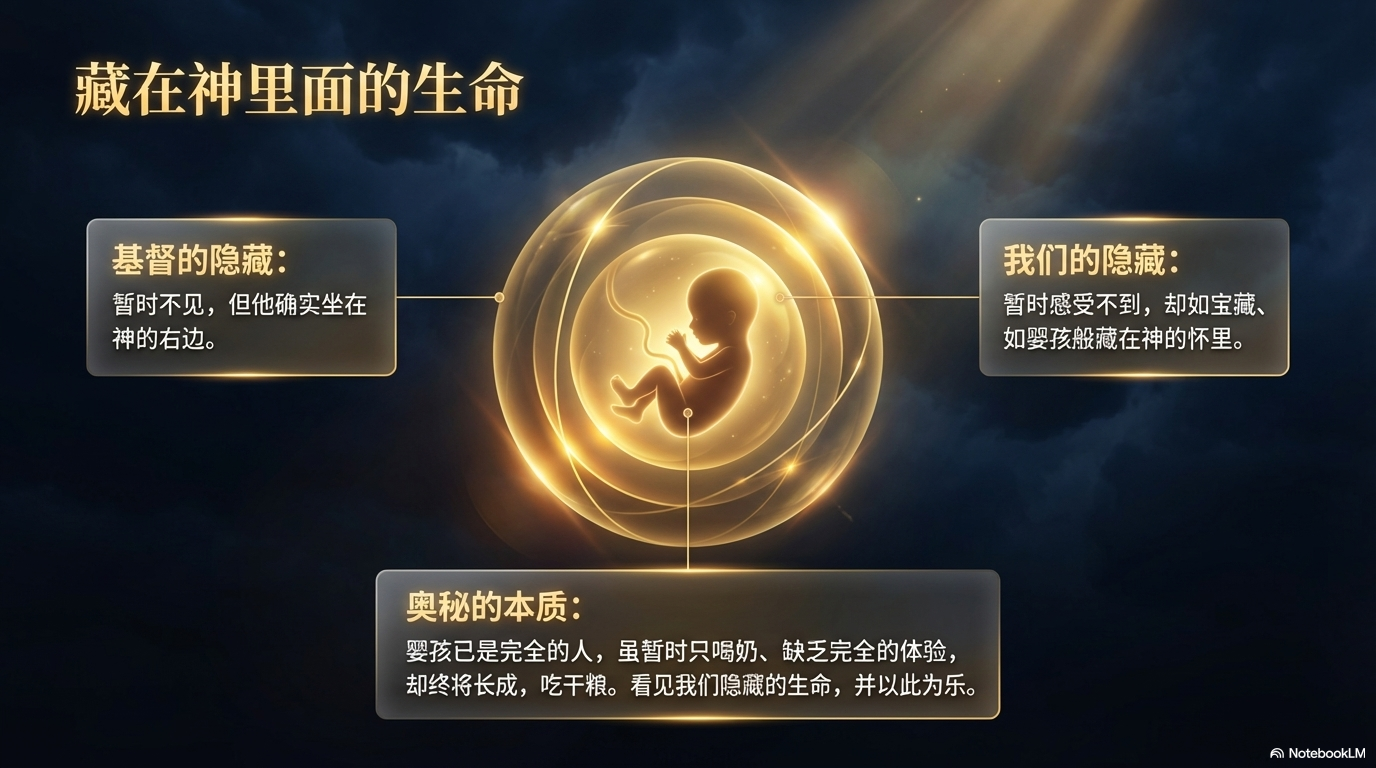 藏在神里面的生命
基督的隐藏：
暂时不见，但他确实坐在
神的右边。
我们的隐藏：
暂时感受不到，却如宝藏、
如婴孩般藏在神的怀里。
奥秘的本质：
婴孩已是完全的人，虽暂时只喝奶、缺乏完全的体验，
却终将长成，吃干粮。看见我们隐藏的生命，并以此为乐。
NotebookLM